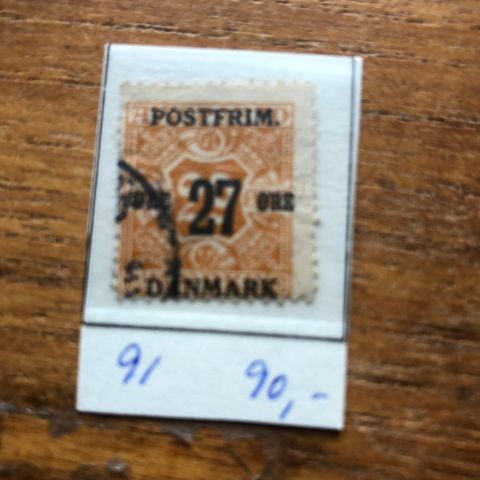 POSTFRIM.
ØRE 27 ØRE
DANMARK
91 90,-